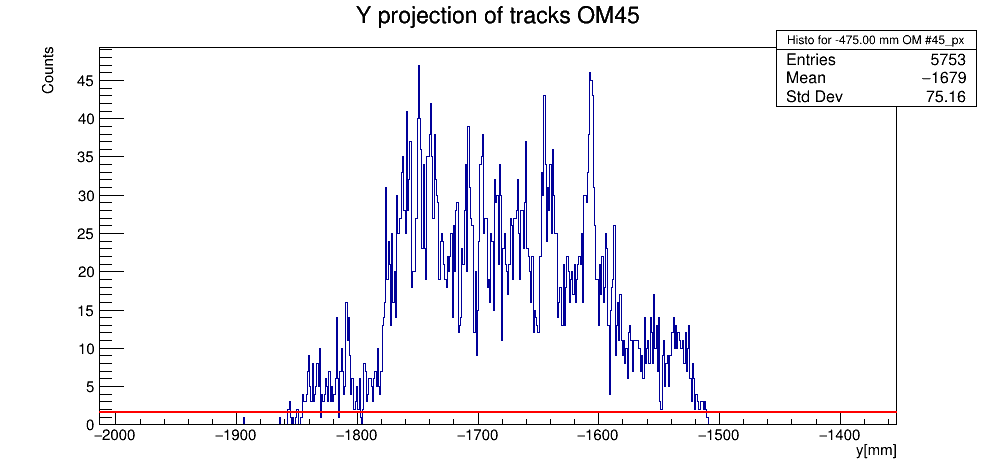 Y projection of tracks OM45
Histo for -475.00 mm OM #45_px
Entries 5753
Mean −1679
Std Dev 75.16
Counts
45
40
35
30
25
20
15
10
5
0
−2000 −1900 −1800 −1700 −1600 −1500 −1400
y[mm]